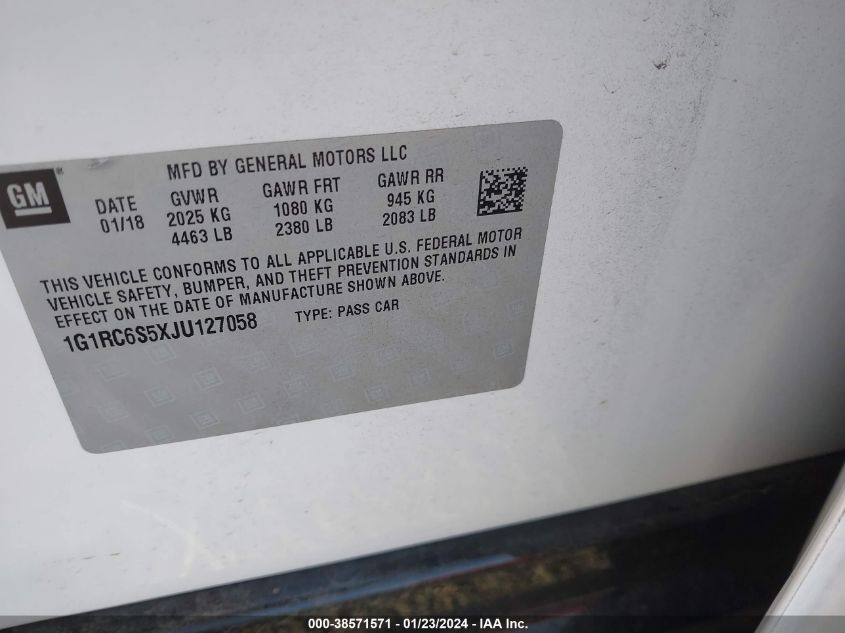 GM
MFD BY GENERAL MOTORS LLC
DATE GVWR GAWR FRT GAWR RR
01/18 2025 KG 1080 KG 945 KG
4463 LB 2380 LB 2083 LB
THIS VEHICLE CONFORMS TO ALL APPLICABLE U.S. FEDERAL MOTOR
VEHICLE SAFETY, BUMPER, AND THEFT PREVENTION STANDARDS IN
EFFECT ON THE DATE OF MANUFACTURE SHOWN ABOVE.
1G1RC6S5XJU127058 TYPE: PASS CAR
000-38571571 / 01/23/2024 - IAA Inc.